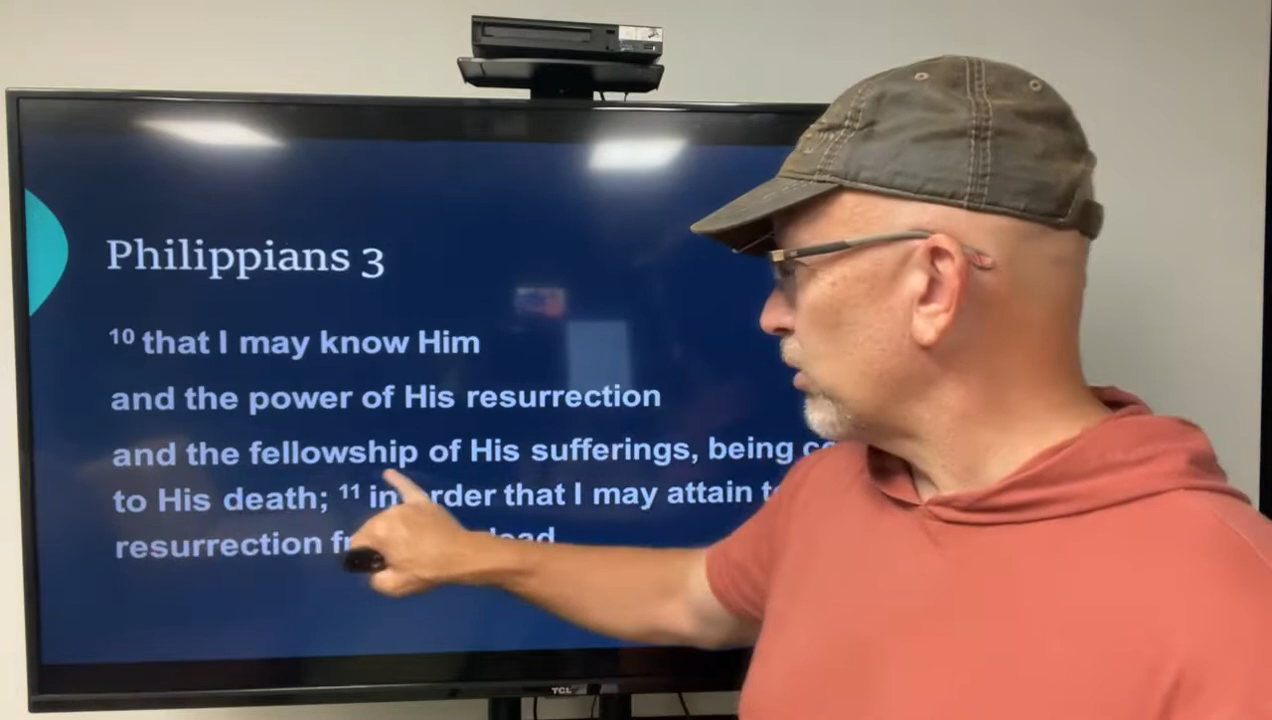 Philippians 3
10 that I may know Him
and the power of His resurrection
and the fellowship of His sufferings, being
to His death; 11 in order that I may attain
resurrection
TCL